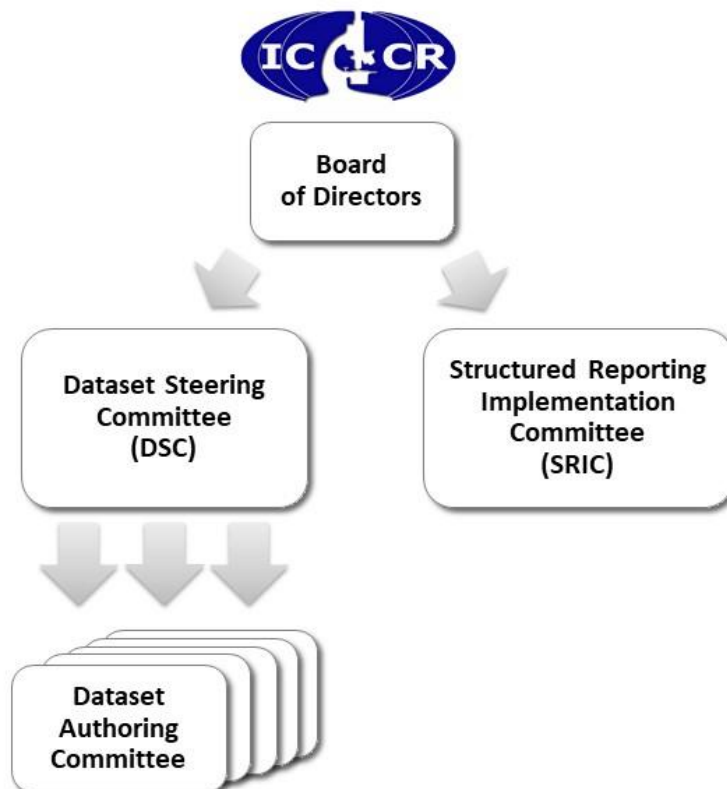 ICCR
Board
of Directors
Dataset Steering
Committee
(DSC)
Structured Reporting
Implementation
Committee
(SRIC)
Dataset
Authoring
Committee